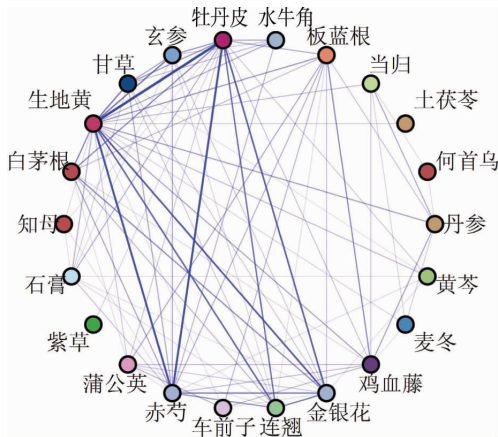 牡丹皮
水牛角
板蓝根
当归
土茯苓
何首乌
丹参
黄芩
麦冬
鸡血藤
金银花
连翘
车前子
赤芍
蒲公英
紫草
石膏
知母
白茅根
生地黄
甘草
玄参